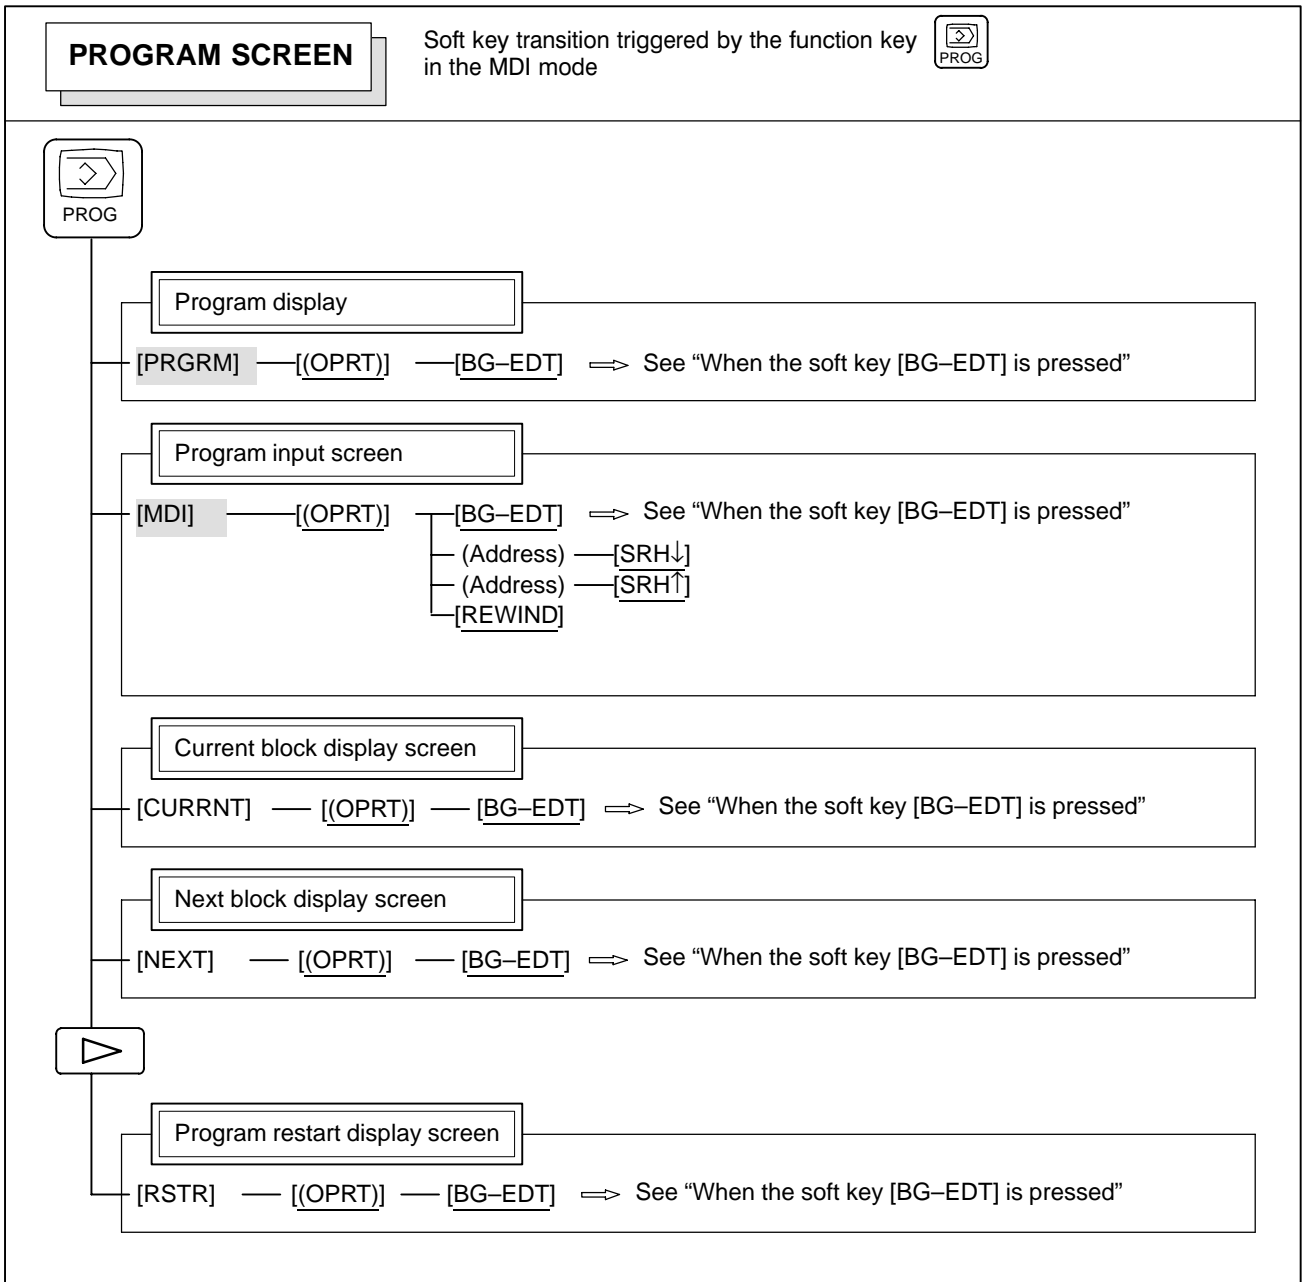 PROGRAM SCREEN
Soft key transition triggered by the function key
in the MDI mode
PROG
PROG
Program display
[PRGRM] [(OPRT)] [BG–EDT] See “When the soft key [BG–EDT] is pressed”
Program input screen
[MDI] [(OPRT)] [BG–EDT] See “When the soft key [BG–EDT] is pressed”
(Address) [SRH↓]
(Address) [SRH↑]
[REWIND]
Current block display screen
[CURRNT] [(OPRT)] [BG–EDT] See “When the soft key [BG–EDT] is pressed”
Next block display screen
[NEXT] [(OPRT)] [BG–EDT] See “When the soft key [BG–EDT] is pressed”
Program restart display screen
[RSTR] [(OPRT)] [BG–EDT] See “When the soft key [BG–EDT] is pressed”